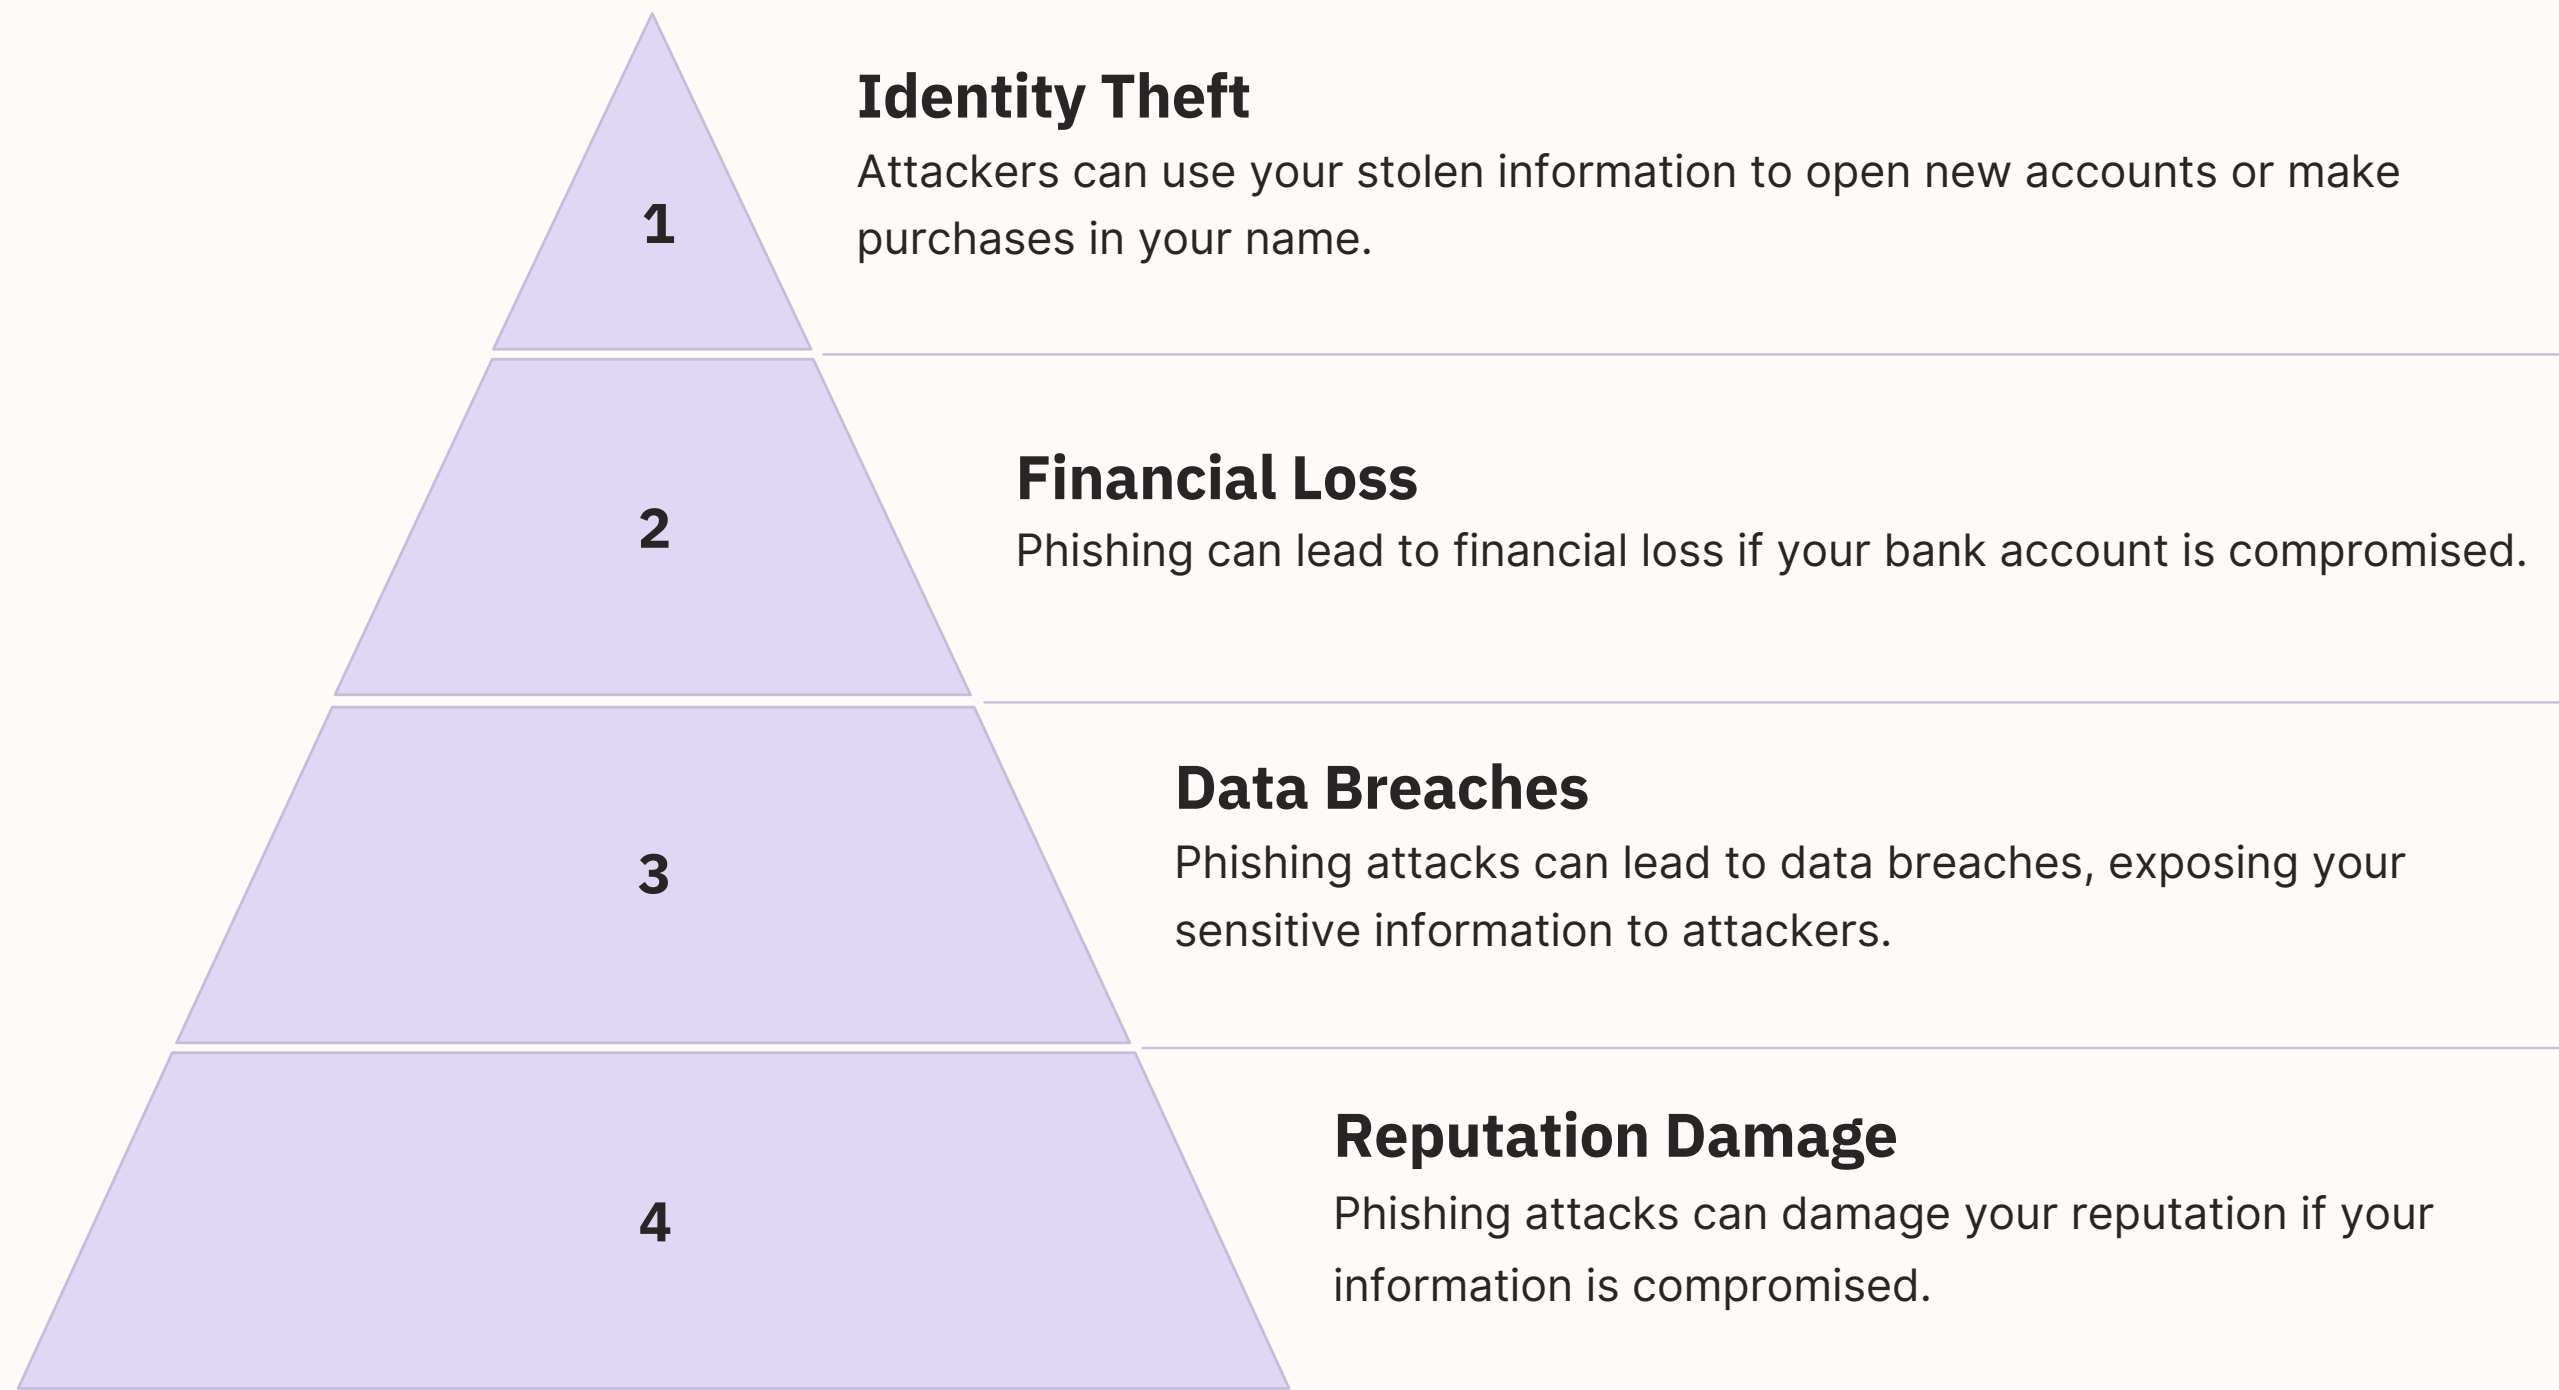 Identity Theft
Attackers can use your stolen information to open new accounts or make
purchases in your name.
1
Financial Loss
Phishing can lead to financial loss if your bank account is compromised.
2
Data Breaches
Phishing attacks can lead to data breaches, exposing your
sensitive information to attackers.
3
Reputation Damage
Phishing attacks can damage your reputation if your
information is compromised.
4